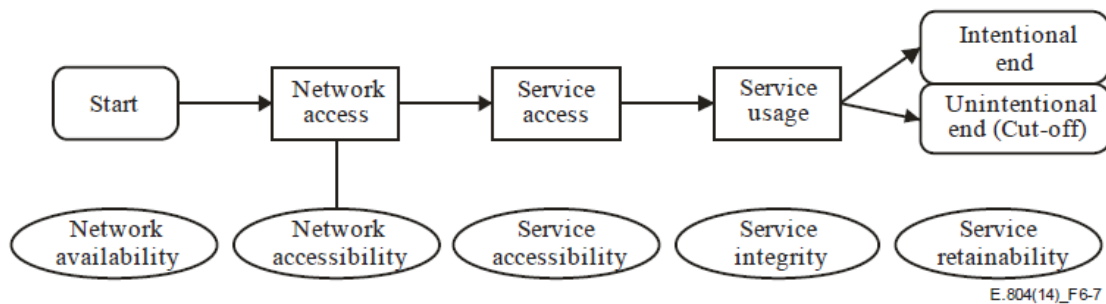 Start
Network
access
Service
access
Service
usage
Intentional
end
Unintentional
end (Cut-off)
Network
availability
Network
accessibility
Service
accessibility
Service
integrity
Service
retainability
E.804(14)_F6-7